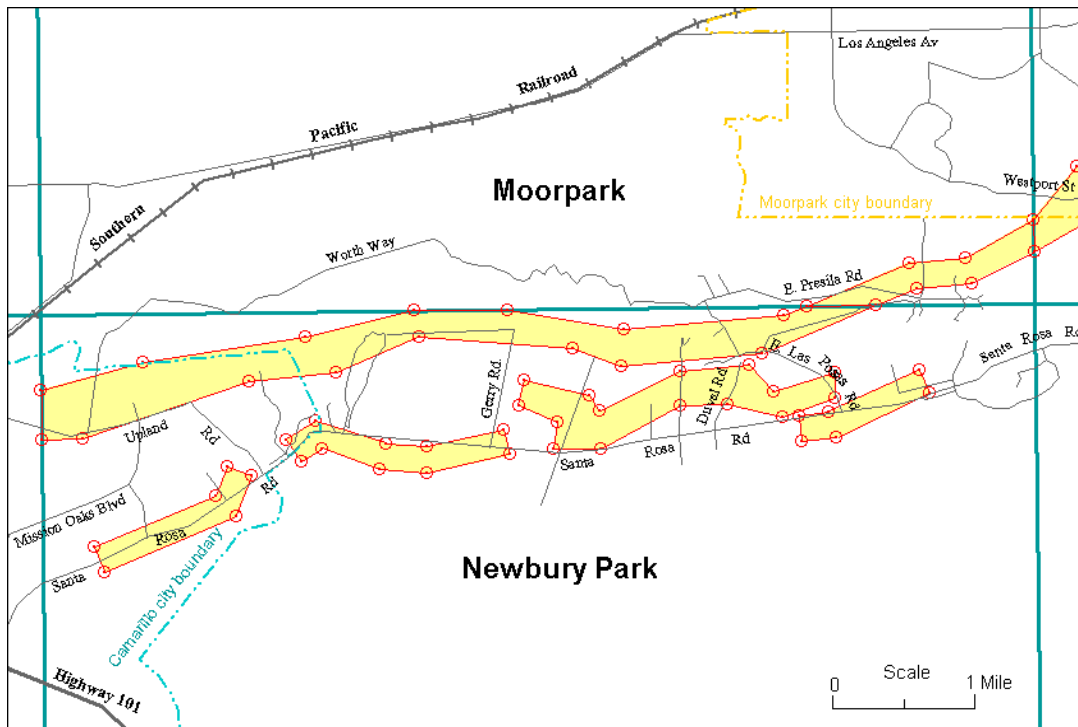 Los Angeles Av
Railroad
Pacific
Southern
Moorpark
Westport St
Moorpark city boundary
Worth Way
E. Presila Rd
Santa Rosa Rd
E. Las Posas Rd
Gerry Rd.
Duval Rd
Upland Rd
Santa Rosa Rd
Mission Oaks Blvd
Santa Rosa Rd
Newbury Park
Camarillo city boundary
Highway 101
Scale
0 1 Mile